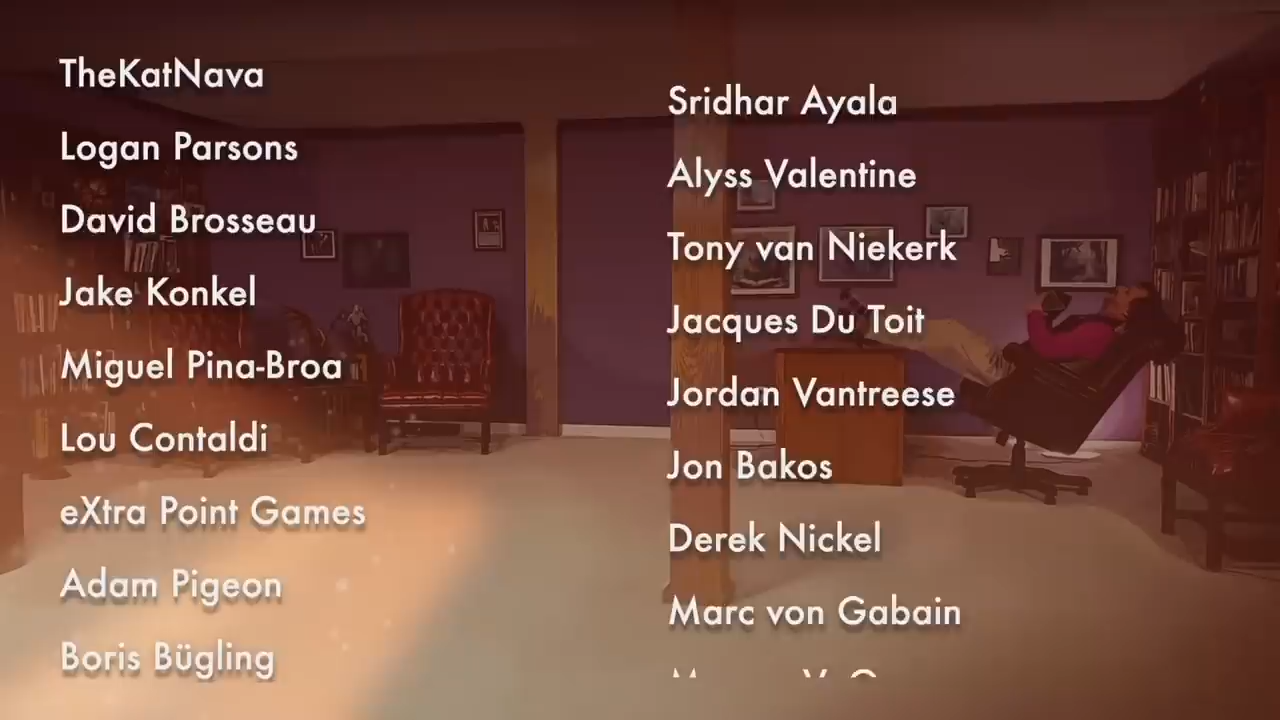 TheKatNava
Logan Parsons
David Brosseau
Jake Konkel
Miguel Pina-Broa
Lou Contaldi
eXtra Point Games
Adam Pigeon
Boris Bügling
Sridhar Ayala
Alyss Valentine
Tony van Niekerk
Jacques Du Toit
Jordan Vantreese
Jon Bakos
Derek Nickel
Marc von Gabain